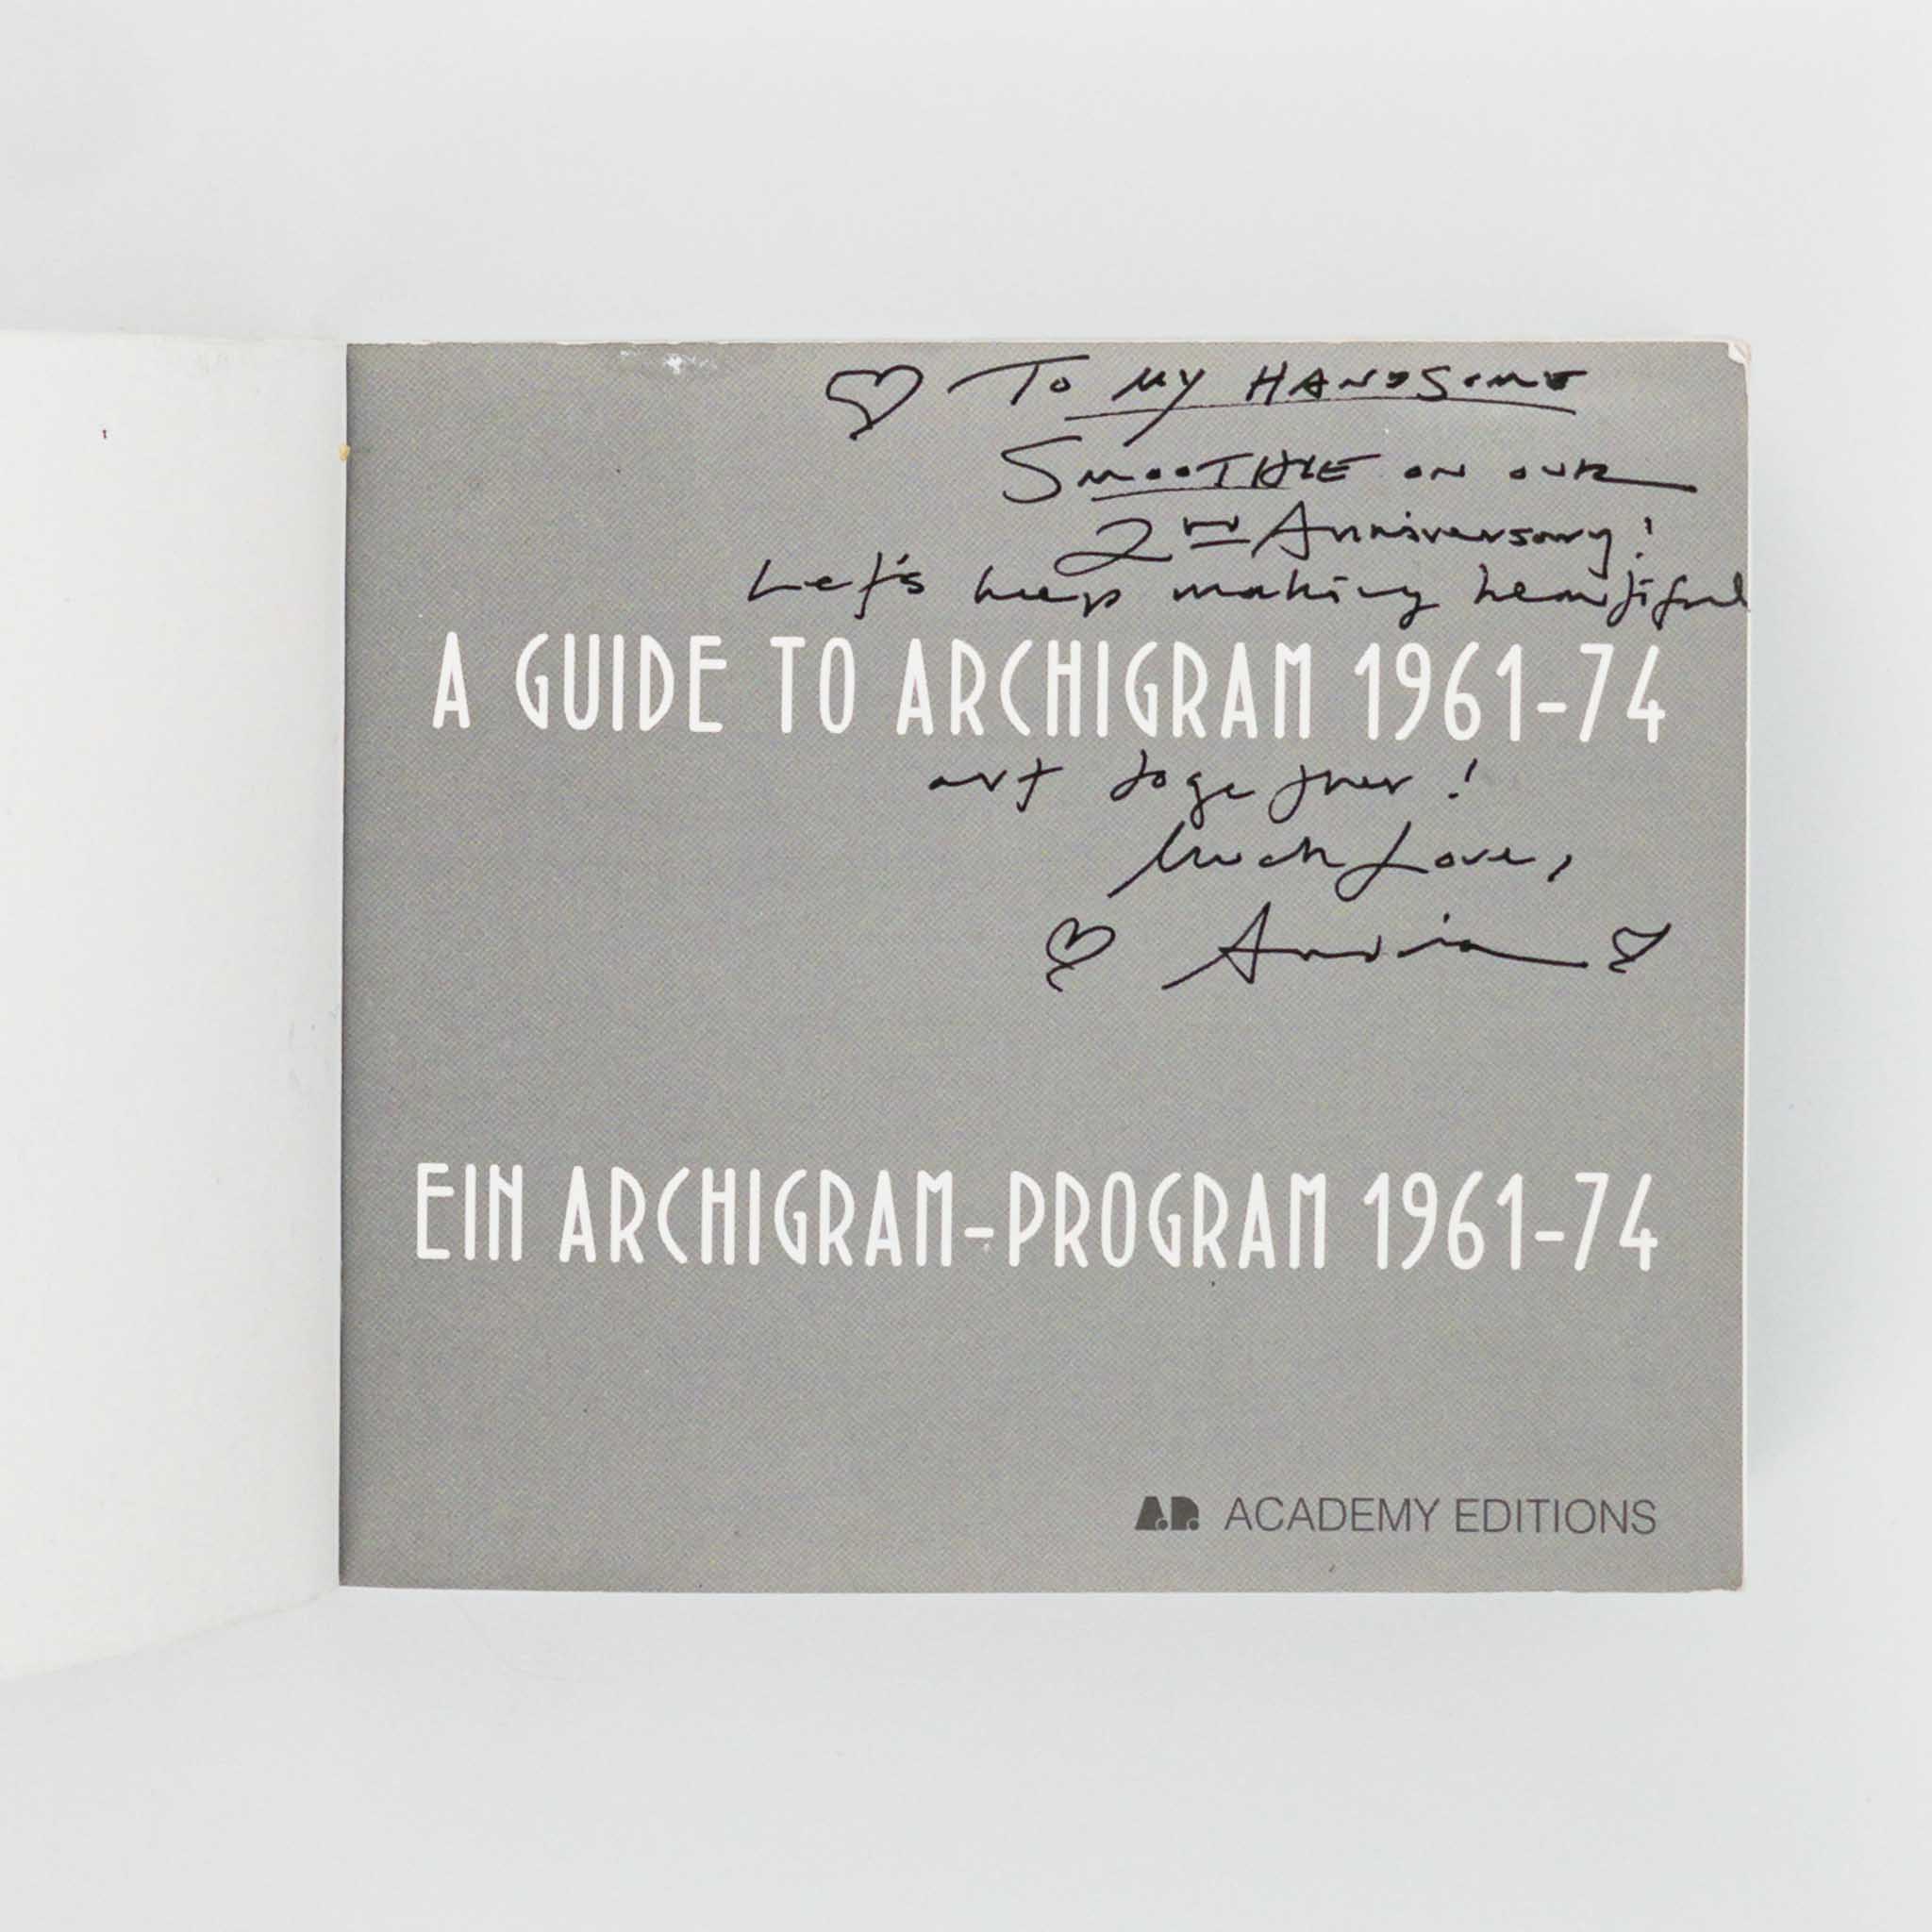 ♡ To MY HANDSOME
SMOOTHIE ON OUR
2ND Anniversary!
Let's keep making beautiful
A GUIDE TO ARCHIGRAM 1961-74
art together!
Much Love,
EIN ARCHIGRAM-PROGRAM 1961-74
ACADEMY EDITIONS